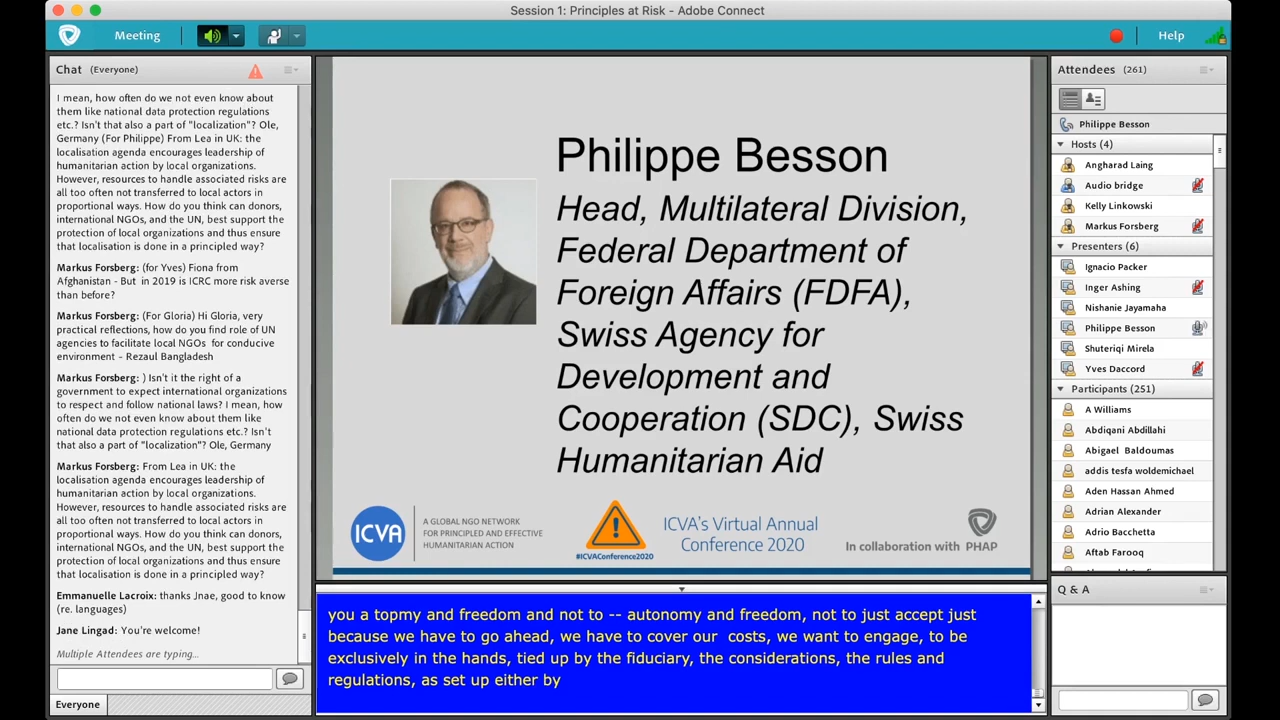 Session 1: Principles at Risk - Adobe Connect
Meeting
Help
Chat (Everyone)
I mean, how often do we not even know about
them like national data protection regulations
etc.? Isn't that also a part of "localization"? Ole,
Germany (For Philippe) From Lea in UK: the
localisation agenda encourages leadership of
humanitarian action by local organizations.
However, resources to handle associated risks are
all too often not transferred to local actors in
proportional ways. How do you think can donors,
international NGOs, and the UN, best support the
protection of local organizations and thus ensure
that localisation is done in a principled way?
Markus Forsberg: (for Yves) Fiona from
Afghanistan - But in 2019 is ICRC more risk averse
than before?
Markus Forsberg: (For Gloria) Hi Gloria, very
practical reflections, how do you find role of UN
agencies to facilitate local NGOs for conducive
environment - Rezaul Bangladesh
Markus Forsberg: ) Isn't it the right of a
government to expect international organizations
to respect and follow national laws? I mean, how
often do we not even know about them like
national data protection regulations etc.? Isn't
that also a part of "localization"? Ole, Germany
Markus Forsberg: From Lea in UK: the
localisation agenda encourages leadership of
humanitarian action by local organizations.
However, resources to handle associated risks are
all too often not transferred to local actors in
proportional ways. How do you think can donors,
international NGOs, and the UN, best support the
protection of local organizations and thus ensure
that localisation is done in a principled way?
Emmanuelle Lacroix: thanks Jnae, good to know
(re. languages)
Jane Lingad: You're welcome!
Multiple Attendees are typing...
Everyone
Philippe Besson
Head, Multilateral Division,
Federal Department of
Foreign Affairs (FDFA),
Swiss Agency for
Development and
Cooperation (SDC), Swiss
Humanitarian Aid
ICVA
A GLOBAL NGO NETWORK
FOR PRINCIPLED AND EFFECTIVE
HUMANITARIAN ACTION
#ICVAConference2020
ICVA's Virtual Annual
Conference 2020
In collaboration with PHAP
you a topmy and freedom and not to -- autonomy and freedom, not to just accept just
because we have to go ahead, we have to cover our costs, we want to engage, to be
exclusively in the hands, tied up by the fiduciary, the considerations, the rules and
regulations, as set up either by
Attendees (261)
Philippe Besson
Hosts (4)
Angharad Laing
Audio bridge
Kelly Linkowski
Markus Forsberg
Presenters (6)
Ignacio Packer
Inger Ashing
Nishanie Jayamaha
Philippe Besson
Shuteriqi Mirela
Yves Daccord
Participants (251)
A Williams
Abdiqani Abdillahi
Abigael Baldoumas
addis tesfa woldemichael
Aden Hassan Ahmed
Adrian Alexander
Adrio Bacchetta
Aftab Farooq
Q & A